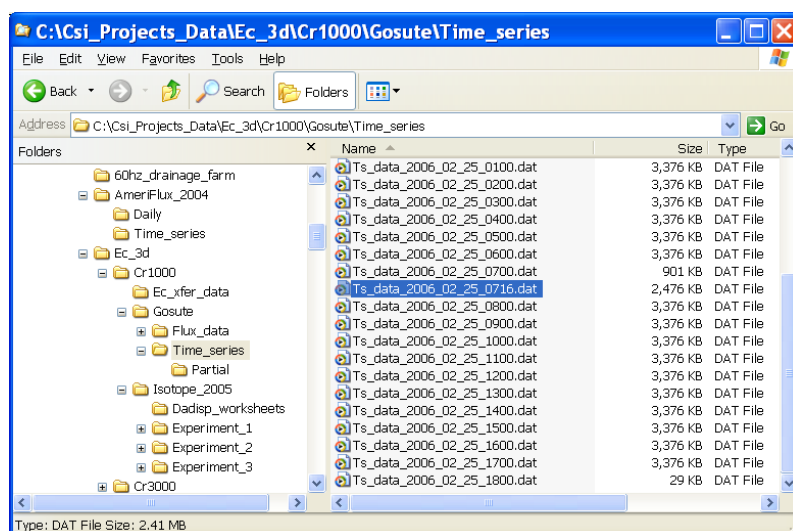 C:\Csi_Projects_Data\Ec_3d\Cr1000\Gosute\Time_series
File Edit View Favorites Tools Help
Back Search Folders
Address C:\Csi_Projects_Data\Ec_3d\Cr1000\Gosute\Time_series Go
Folders x
60hz_drainage_farm
AmeriFlux_2004
Daily
Time_series
Ec_3d
Cr1000
Ec_xfer_data
Gosute
Flux_data
Time_series
Partial
Isotope_2005
Dadisp_worksheets
Experiment_1
Experiment_2
Experiment_3
Cr3000
Name Size Type
Ts_data_2006_02_25_0100.dat 3,376 KB DAT File
Ts_data_2006_02_25_0200.dat 3,376 KB DAT File
Ts_data_2006_02_25_0300.dat 3,376 KB DAT File
Ts_data_2006_02_25_0400.dat 3,376 KB DAT File
Ts_data_2006_02_25_0500.dat 3,376 KB DAT File
Ts_data_2006_02_25_0600.dat 3,376 KB DAT File
Ts_data_2006_02_25_0700.dat 901 KB DAT File
Ts_data_2006_02_25_0716.dat 2,476 KB DAT File
Ts_data_2006_02_25_0800.dat 3,376 KB DAT File
Ts_data_2006_02_25_0900.dat 3,376 KB DAT File
Ts_data_2006_02_25_1000.dat 3,376 KB DAT File
Ts_data_2006_02_25_1100.dat 3,376 KB DAT File
Ts_data_2006_02_25_1200.dat 3,376 KB DAT File
Ts_data_2006_02_25_1300.dat 3,376 KB DAT File
Ts_data_2006_02_25_1400.dat 3,376 KB DAT File
Ts_data_2006_02_25_1500.dat 3,376 KB DAT File
Ts_data_2006_02_25_1600.dat 3,376 KB DAT File
Ts_data_2006_02_25_1700.dat 3,376 KB DAT File
Ts_data_2006_02_25_1800.dat 29 KB DAT File
Type: DAT File Size: 2.41 MB